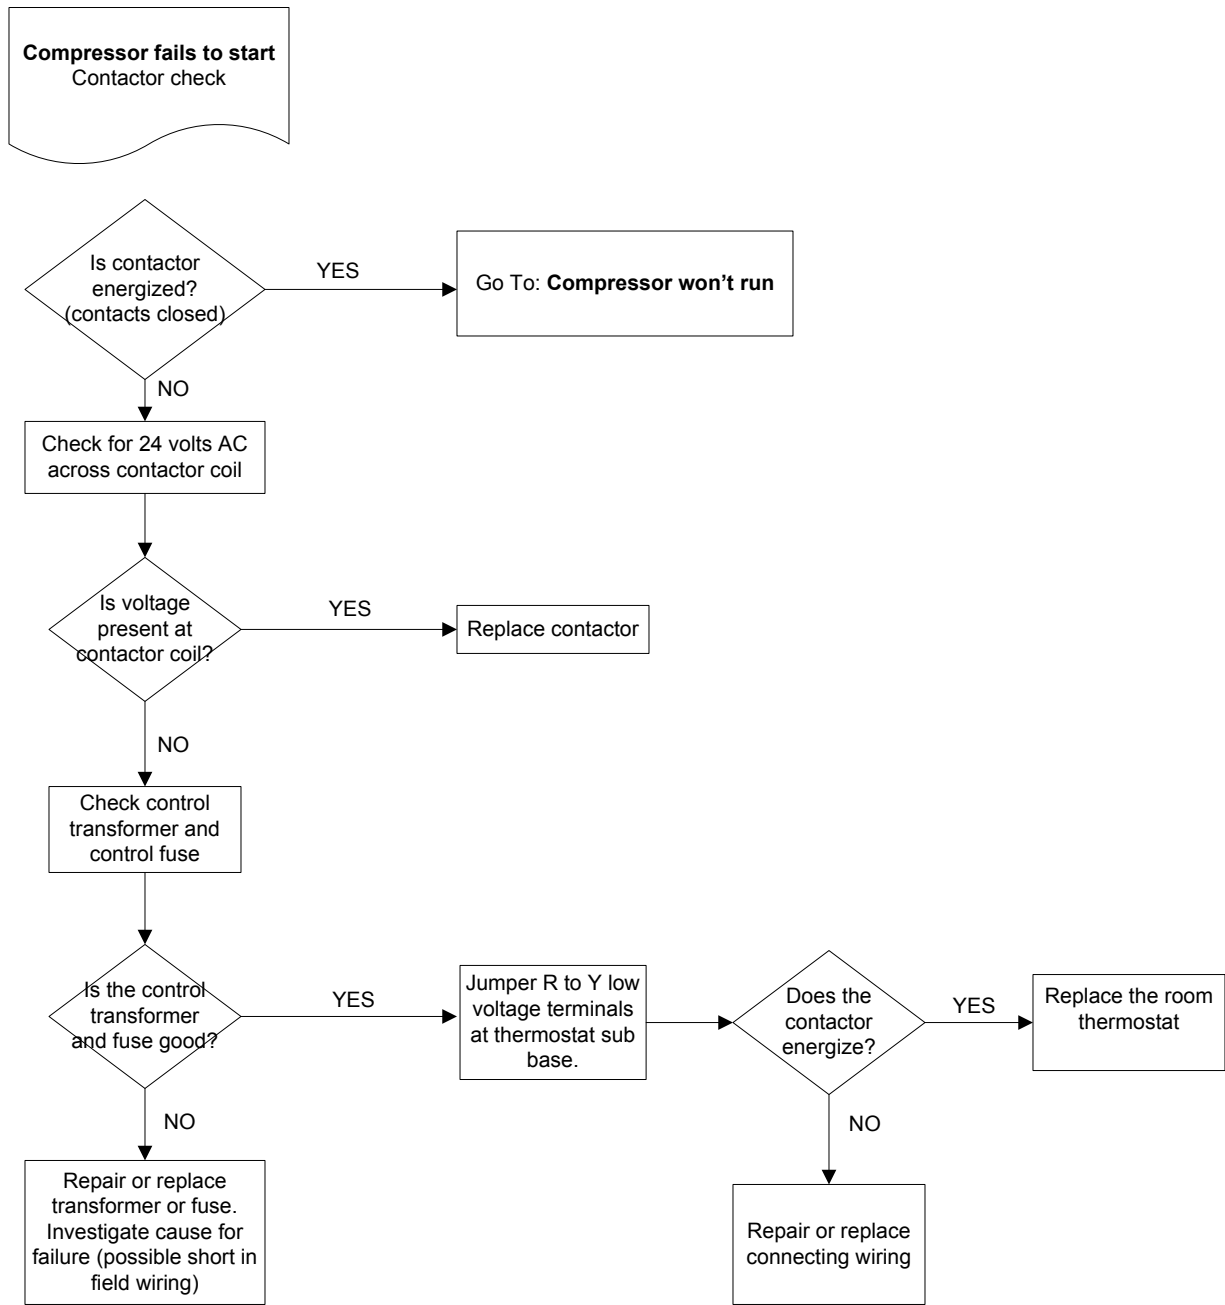 Compressor fails to start
Contactor check
Is contactor
energized?
(contacts closed)
YES
Go To: Compressor won't run
NO
Check for 24 volts AC
across contactor coil
Is voltage
present at
contactor coil?
YES
Replace contactor
NO
Check control
transformer and
control fuse
Is the control
transformer
and fuse good?
YES
Jumper R to Y low
voltage terminals
at thermostat sub
base.
Does the
contactor
energize?
YES
Replace the room
thermostat
NO
Repair or replace
transformer or fuse.
Investigate cause for
failure (possible short in
field wiring)
NO
Repair or replace
connecting wiring